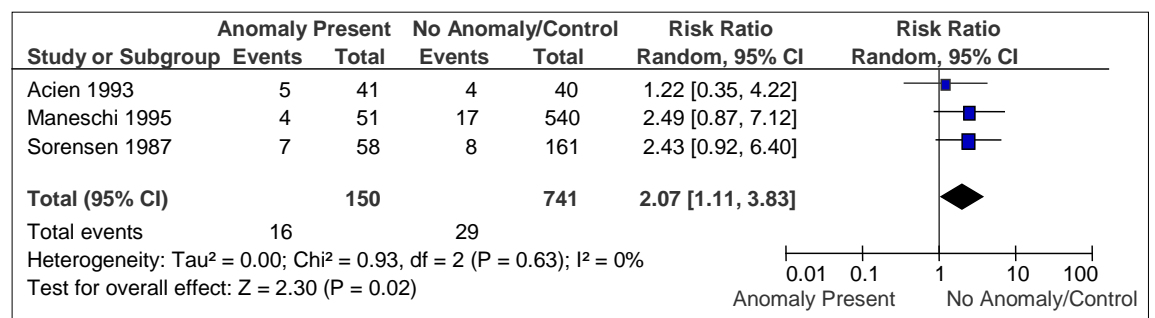 Anomaly Present No Anomaly/Control Risk Ratio Risk Ratio
Study or Subgroup Events Total Events Total Random, 95% CI Random, 95% CI
Acien 1993 5 41 4 40 1.22 [0.35, 4.22]
Maneschi 1995 4 51 17 540 2.49 [0.87, 7.12]
Sorensen 1987 7 58 8 161 2.43 [0.92, 6.40]
Total (95% CI) 150 741 2.07 [1.11, 3.83]
Total events 16 29
Heterogeneity: Tau² = 0.00; Chi² = 0.93, df = 2 (P = 0.63); I² = 0%
Test for overall effect: Z = 2.30 (P = 0.02)
0.01 0.1 1 10 100
Anomaly Present No Anomaly/Control